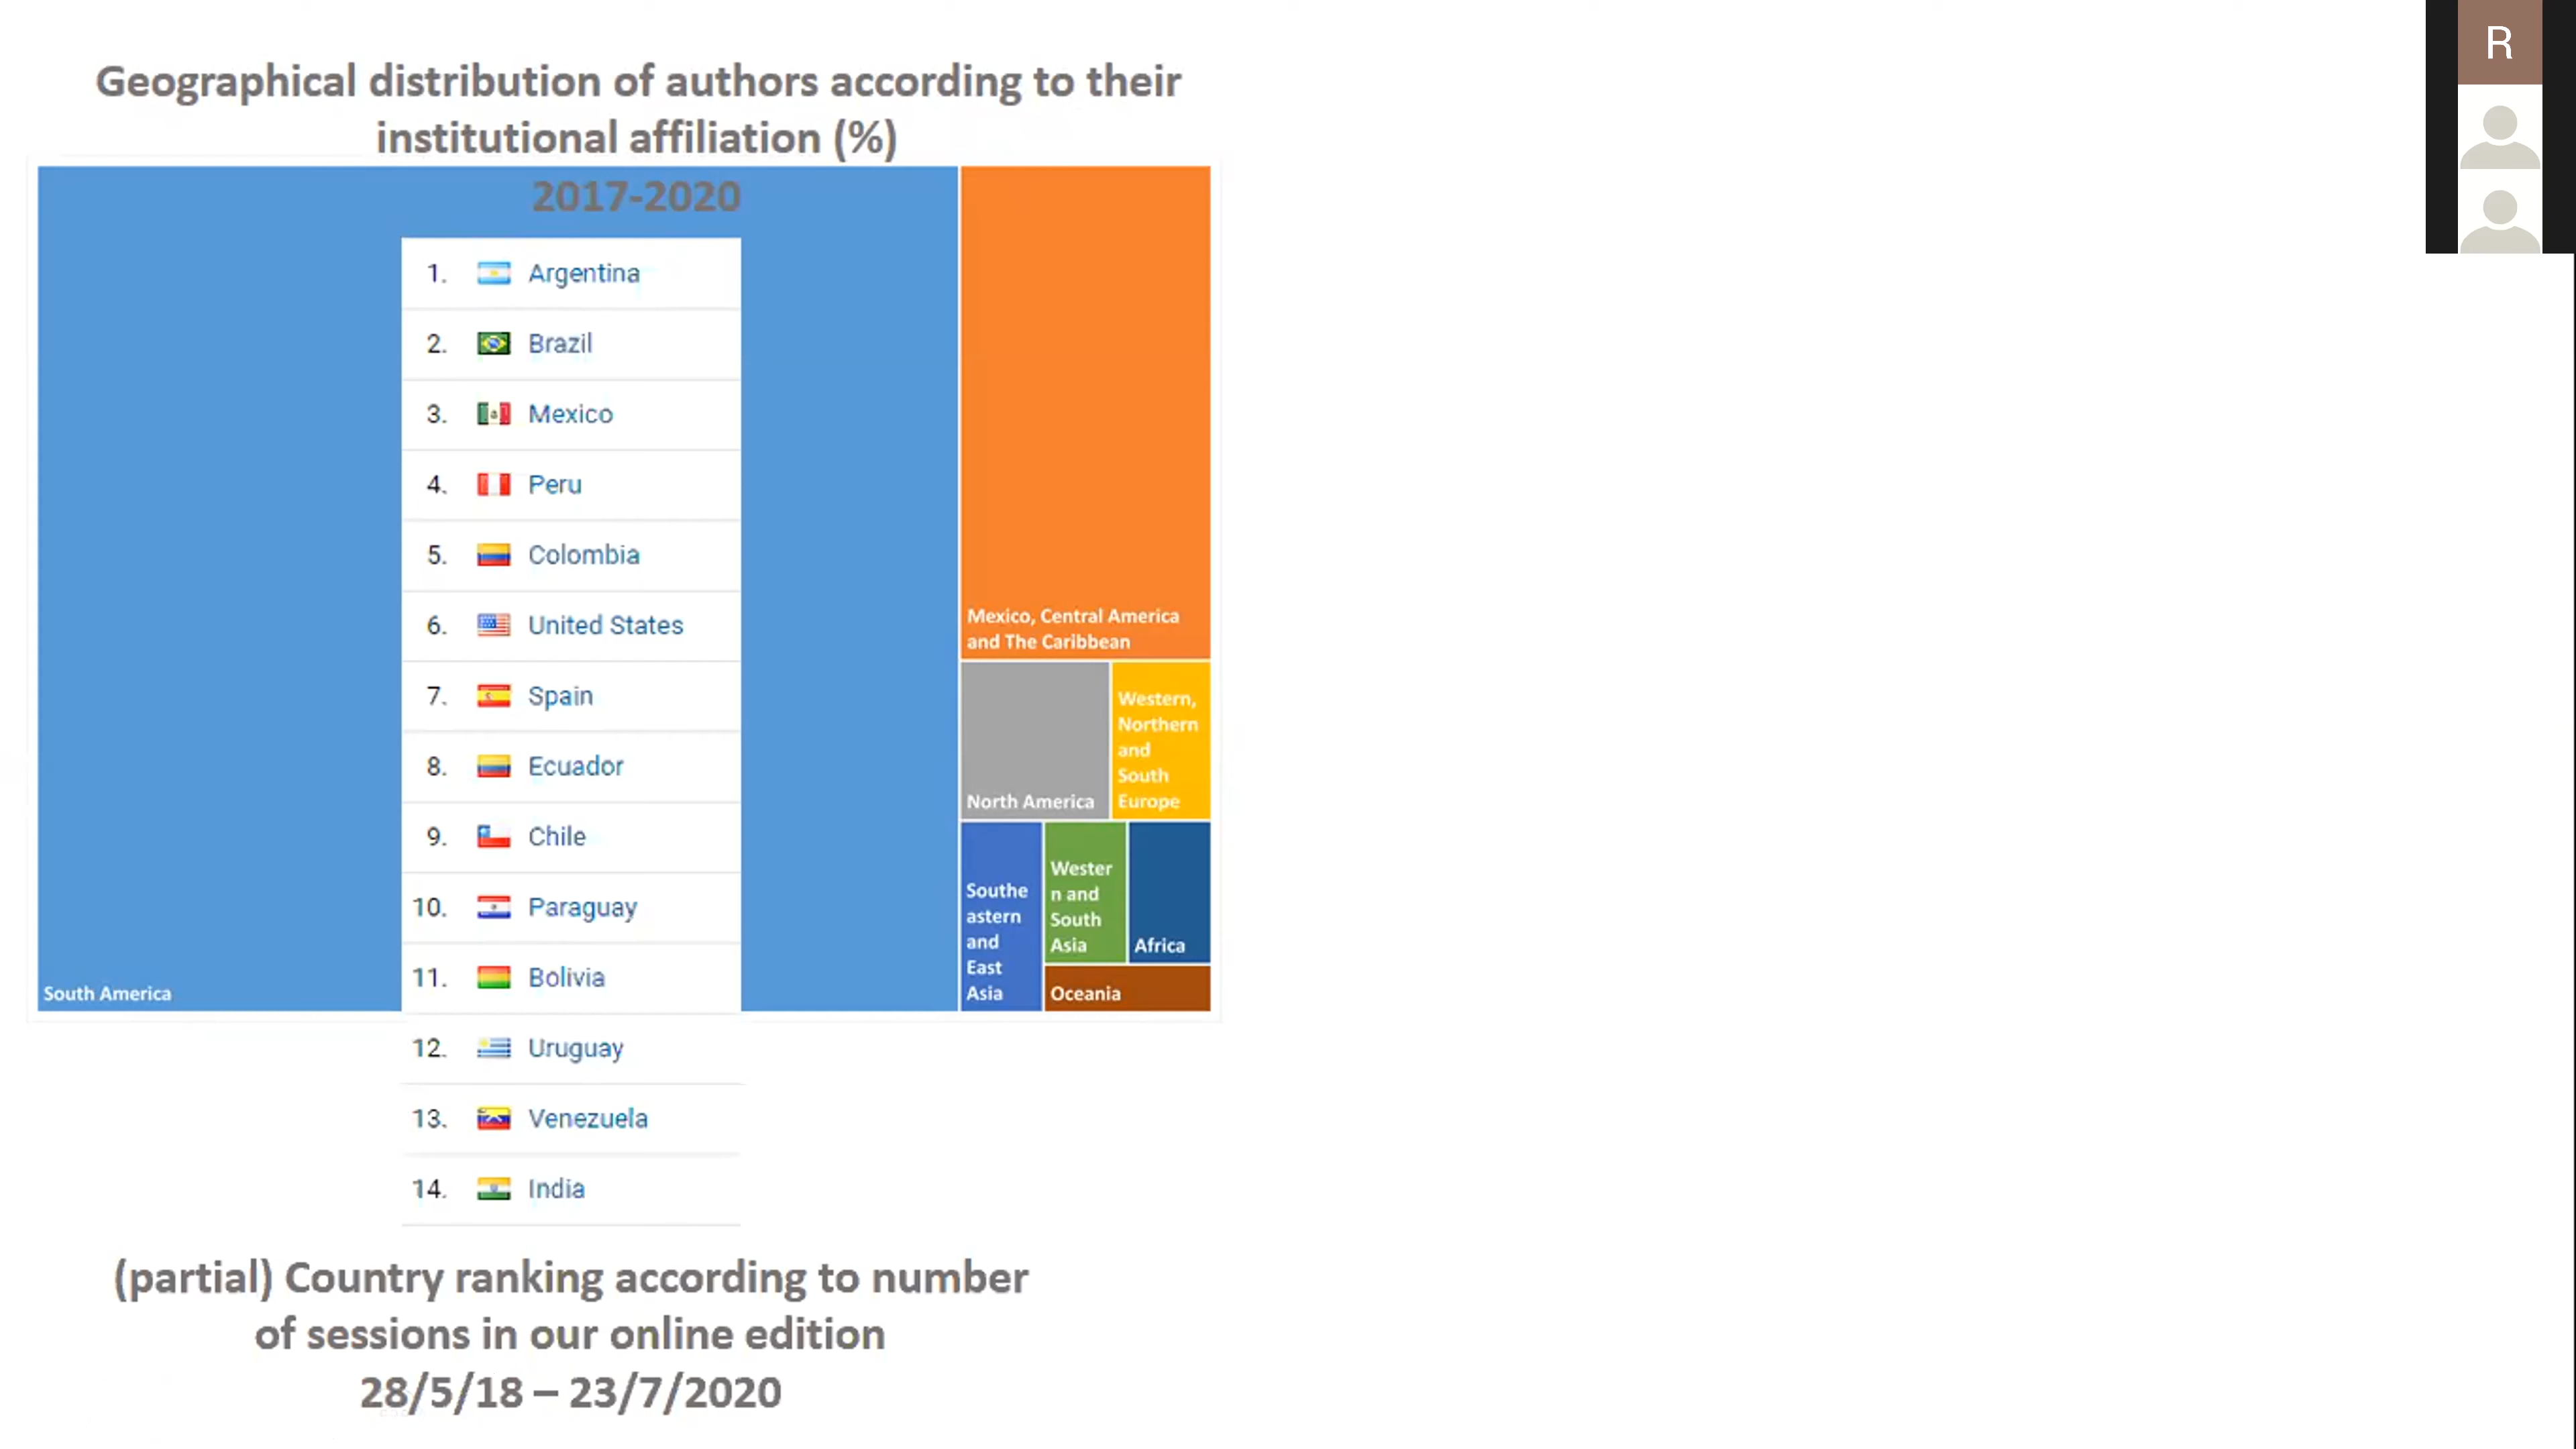 Geographical distribution of authors according to their
institutional affiliation (%)
2017-2020
1. Argentina
2. Brazil
3. Mexico
4. Peru
5. Colombia
6. United States
7. Spain
8. Ecuador
9. Chile
10. Paraguay
11. Bolivia
12. Uruguay
13. Venezuela
14. India
South America
Mexico, Central America
and The Caribbean
North America
Western,
Northern
and
South
Europe
Southe
astern
and
East
Asia
Wester
n and
South
Asia
Africa
Oceania
(partial) Country ranking according to number
of sessions in our online edition
28/5/18 – 23/7/2020
R